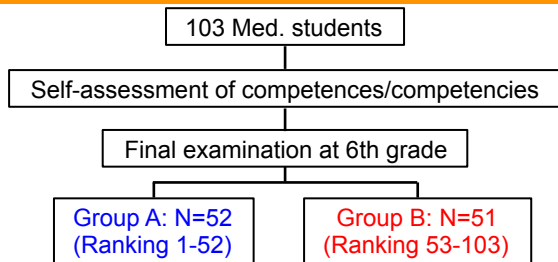 103 Med. students
Self-assessment of competences/competencies
Final examination at 6th grade
Group A: N=52
(Ranking 1-52)
Group B: N=51
(Ranking 53-103)